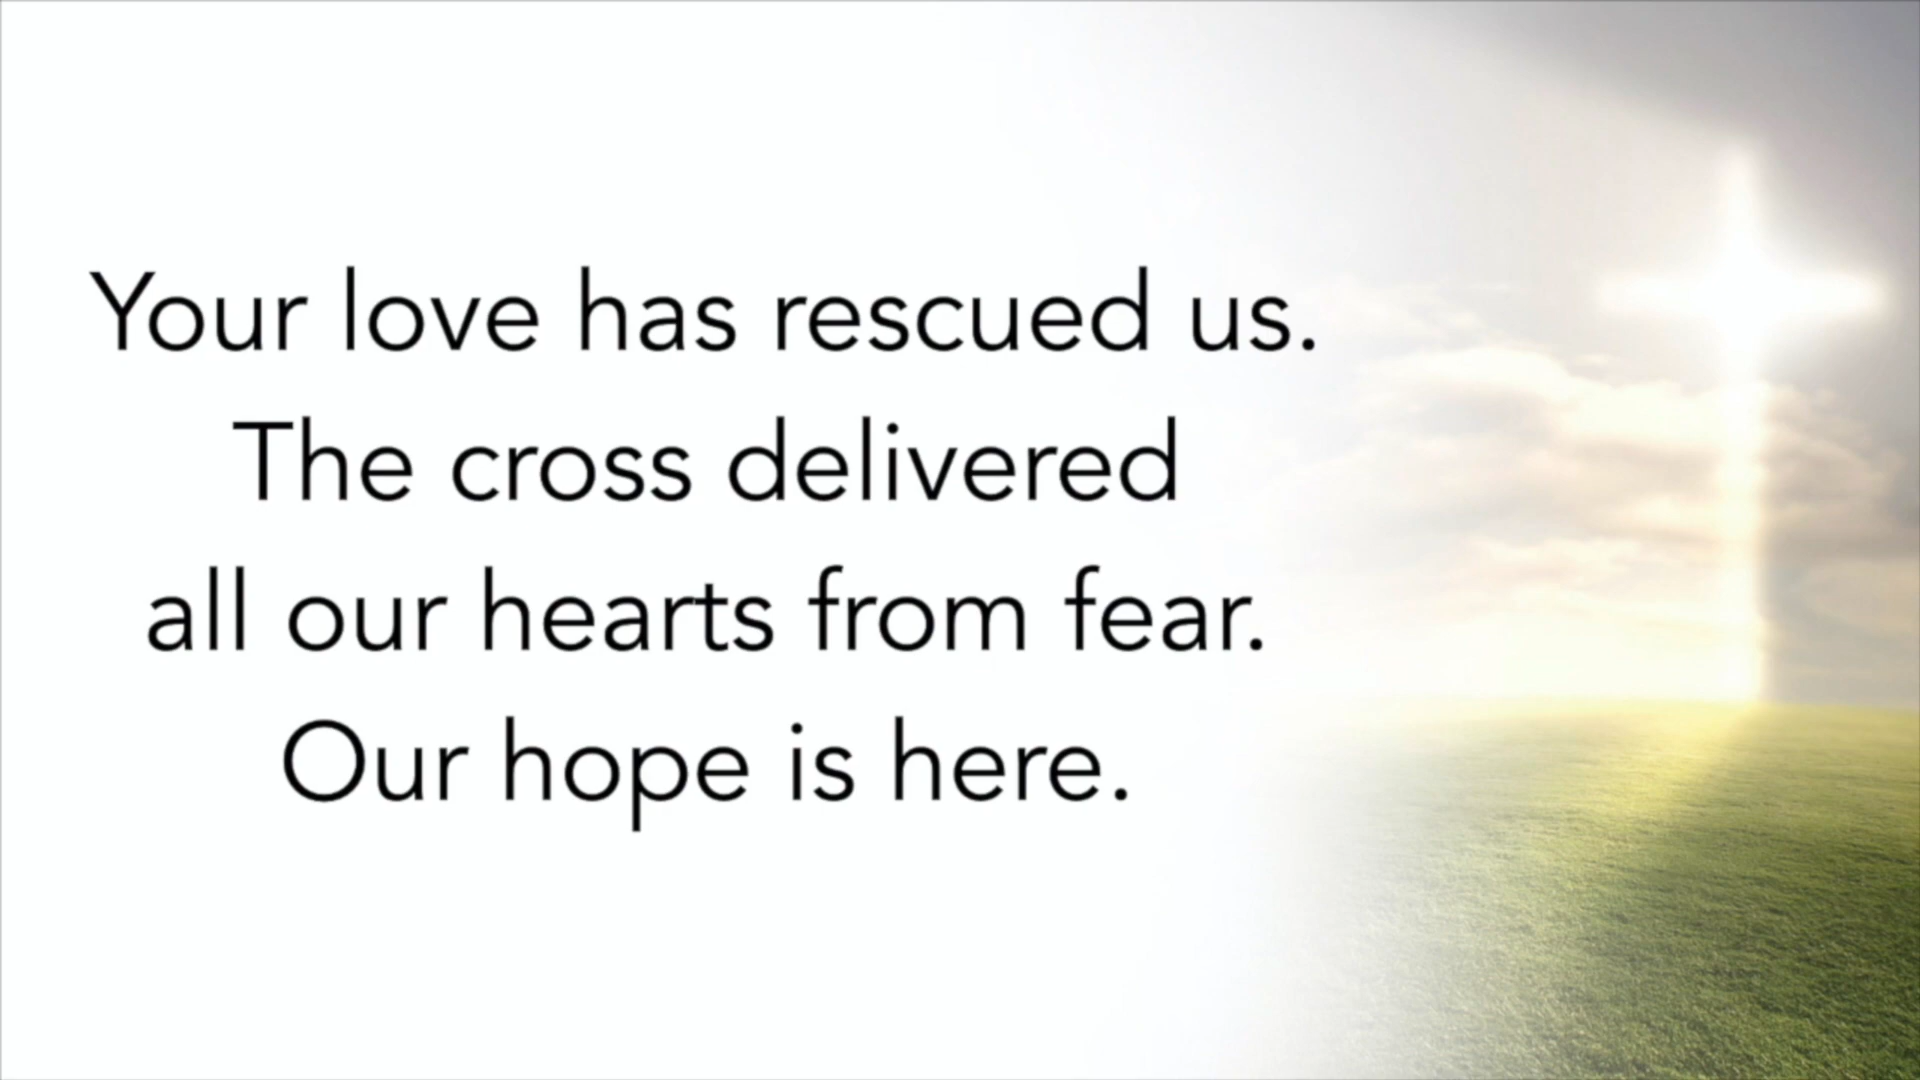 Your love has rescued us.
The cross delivered
all our hearts from fear.
Our hope is here.